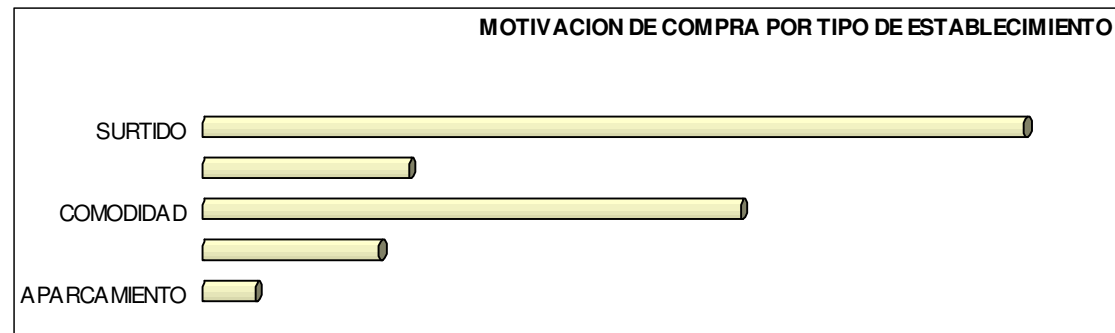 MOTIVACION DE COMPRA POR TIPO DE ESTABLECIMIENTO
SURTIDO
COMODIDAD
APARCAMIENTO